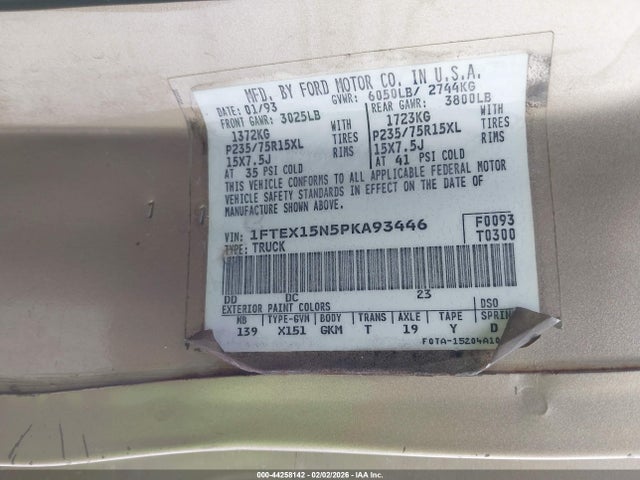 MFD. BY FORD MOTOR CO. IN U.S.A.
DATE: 01/93 GVWR: 6050LB/ 2744KG
FRONT GAWR: 3025LB REAR GAWR: 3800LB
1372KG WITH 1723KG WITH
P235/75R15XL TIRES P235/75R15XL TIRES
15X7.5J RIMS 15X7.5J RIMS
AT 35 PSI COLD AT 41 PSI COLD
THIS VEHICLE CONFORMS TO ALL APPLICABLE FEDERAL MOTOR
VEHICLE SAFETY STANDARDS IN EFFECT ON THE DATE OF
MANUFACTURE SHOWN ABOVE.
VIN: 1FTEX15N5PKA93446 F0093
TYPE: TRUCK T0300
DD DC 23
EXTERIOR PAINT COLORS DSO
WB TYPE-GVW BODY TRANS AXLE TAPE SPRIN
139 X151 GKM T 19 Y D
F0TA-15204A10
000-44258142 - 02/02/2026 - IAA Inc.